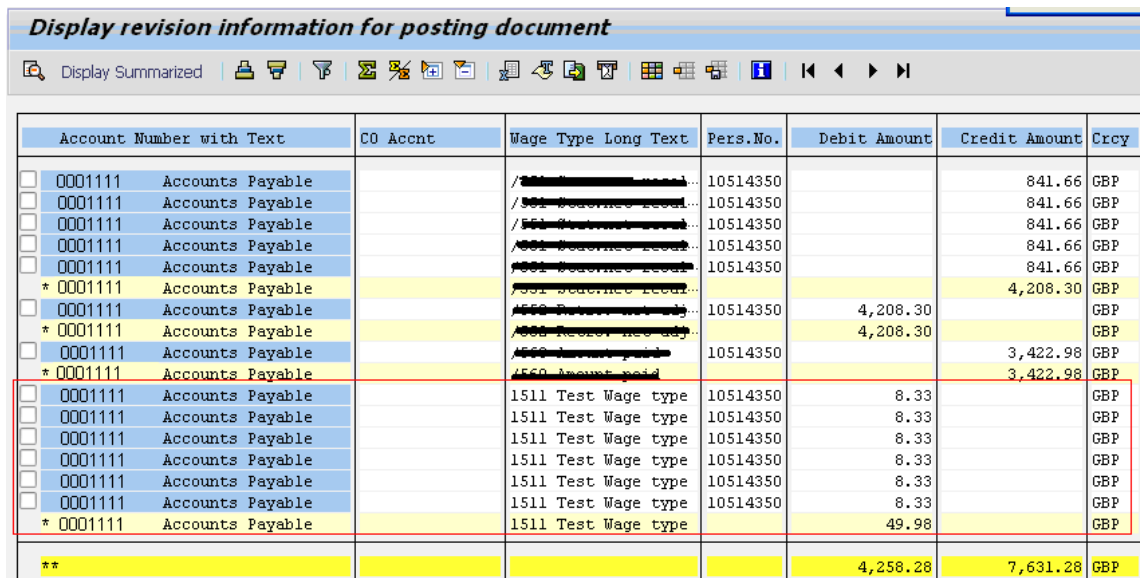 Display revision information for posting document
Display Summarized
Account Number with Text CO Accnt Wage Type Long Text Pers.No. Debit Amount Credit Amount Crcy
0001111 Accounts Payable 10514350 841.66 GBP
0001111 Accounts Payable 10514350 841.66 GBP
0001111 Accounts Payable 10514350 841.66 GBP
0001111 Accounts Payable 10514350 841.66 GBP
0001111 Accounts Payable 10514350 841.66 GBP
* 0001111 Accounts Payable 4,208.30 GBP
0001111 Accounts Payable 10514350 4,208.30 GBP
* 0001111 Accounts Payable 4,208.30 GBP
0001111 Accounts Payable 10514350 3,422.98 GBP
* 0001111 Accounts Payable /560 Amount paid 3,422.98 GBP
0001111 Accounts Payable 1511 Test Wage type 10514350 8.33 GBP
0001111 Accounts Payable 1511 Test Wage type 10514350 8.33 GBP
0001111 Accounts Payable 1511 Test Wage type 10514350 8.33 GBP
0001111 Accounts Payable 1511 Test Wage type 10514350 8.33 GBP
0001111 Accounts Payable 1511 Test Wage type 10514350 8.33 GBP
0001111 Accounts Payable 1511 Test Wage type 10514350 8.33 GBP
* 0001111 Accounts Payable 1511 Test Wage type 49.98 GBP
** 4,258.28 7,631.28 GBP